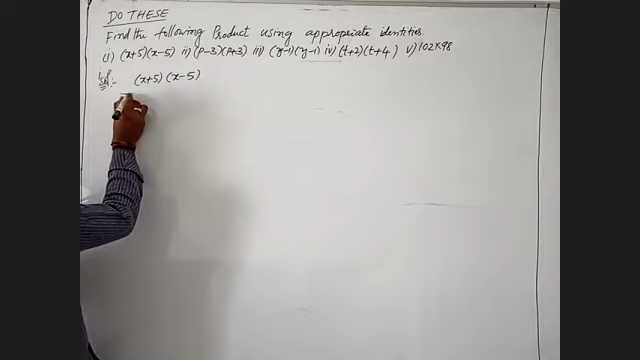 DO THESE
Find the following Product using appropriate identities.
(i) (x+5)(x-5) ii) (P-3)(P+3) iii) (y-1)(y-1) iv) (t+2)(t+4) v) 102×98
i) Sol:- (x+5)(x-5)